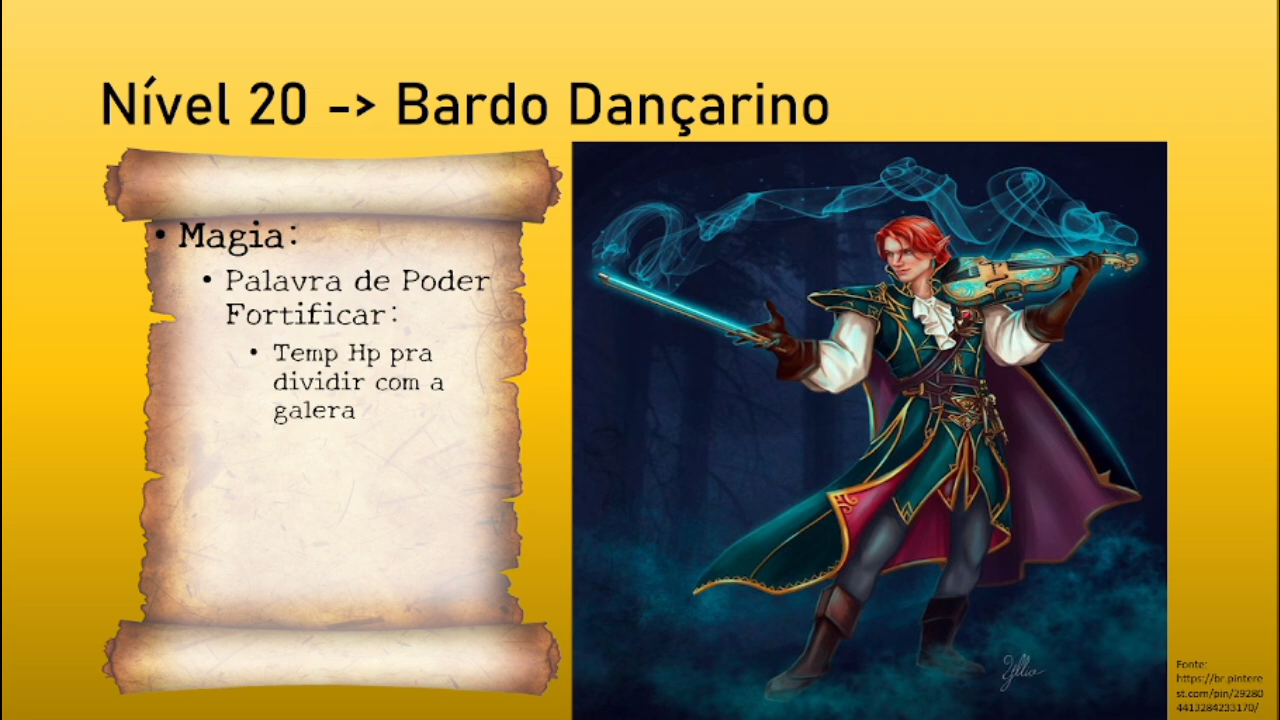 Nível 20 -> Bardo Dançarino
• Magia:
• Palavra de Poder
Fortificar:
• Temp Hp pra
dividir com a
galera
Yllia
Fonte:
https://br.pintere
st.com/pin/29280
4413284233170/